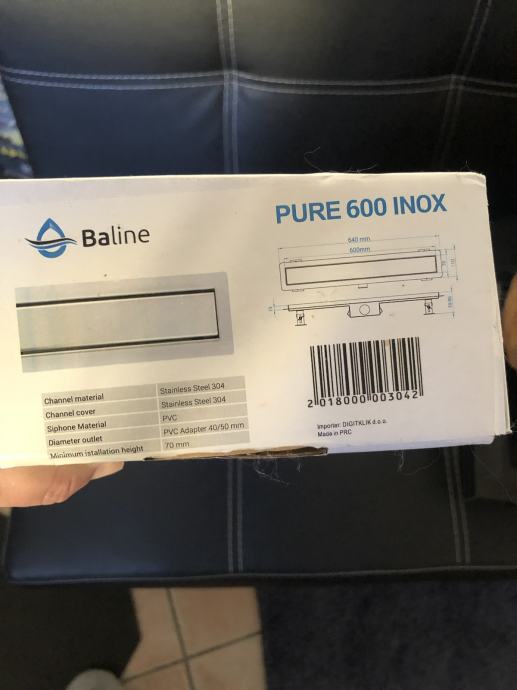 Baline
PURE 600 INOX
640 mm
600mm
Channel material Stainless Steel 304
Channel cover Stainless Steel 304
Siphone Material PVC
Diameter outlet PVC Adapter 40/50 mm
Minimum istallation height 70 mm
2 018000 003042
Importer: DIGITKLIK d.o.o.
Made in PRC